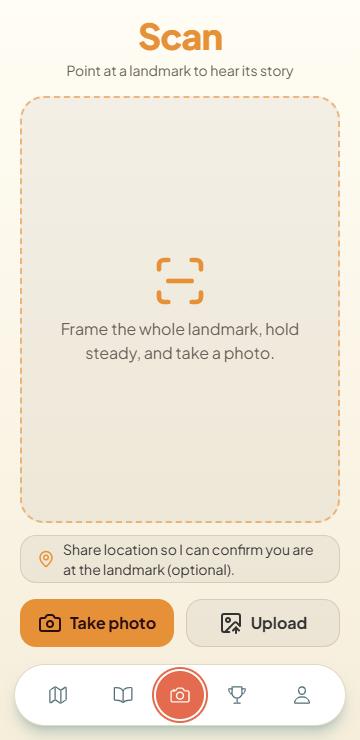 Scan
Point at a landmark to hear its story
Frame the whole landmark, hold
steady, and take a photo.
Share location so I can confirm you are
at the landmark (optional).
Take photo
Upload